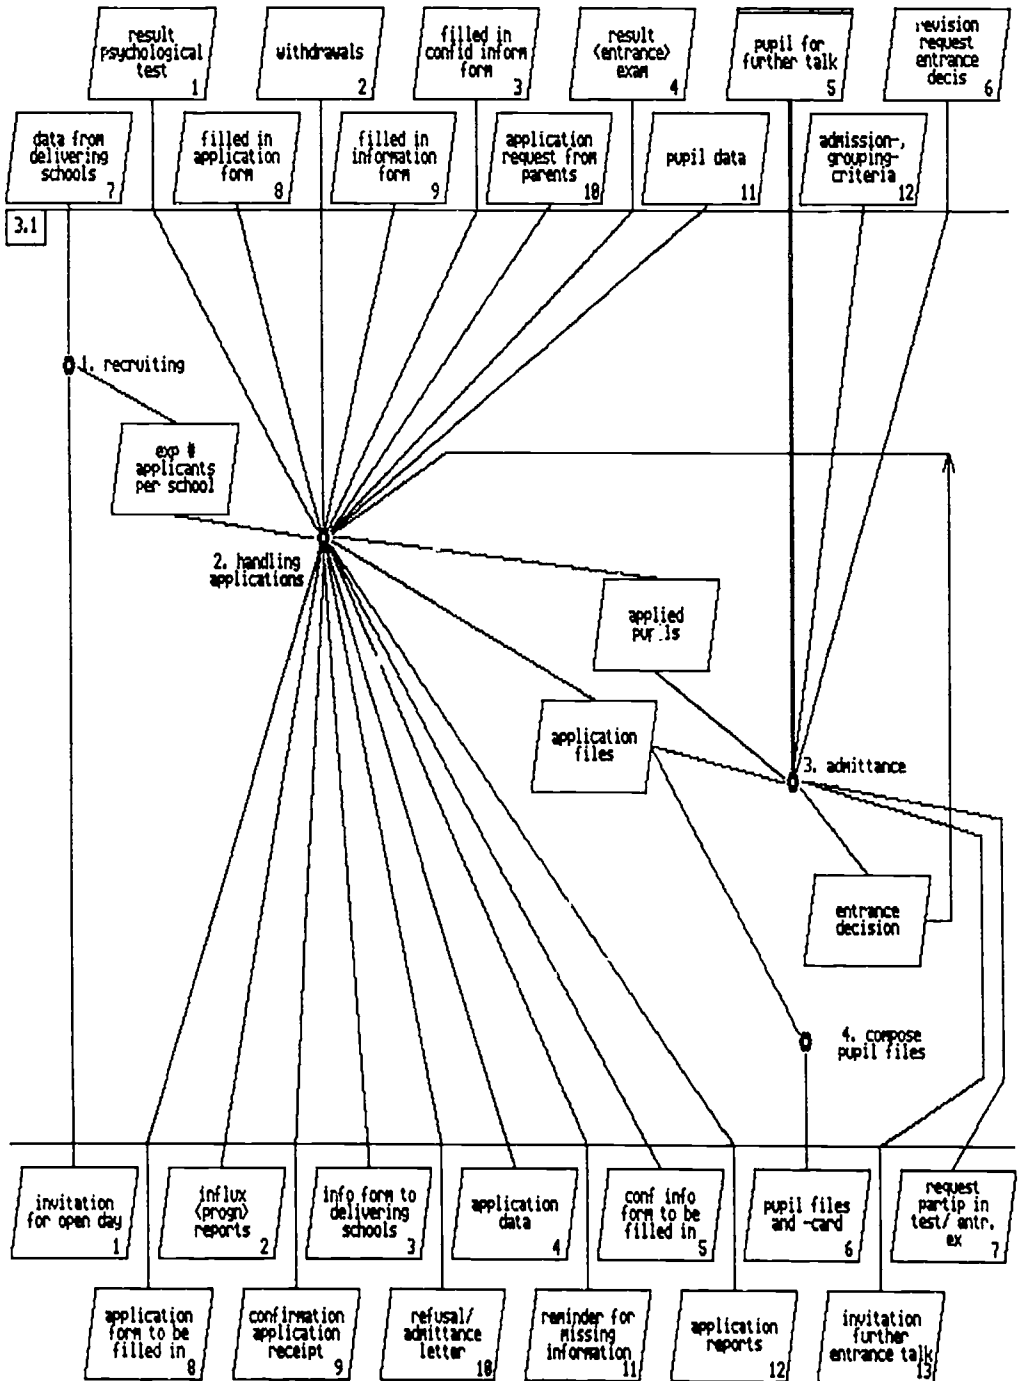 result
psychological
test
1
withdrawals
2
filled in
confid inform
form
3
result
<entrance>
exam
4
pupil for
further talk
5
revision
request
entrance
decis
6
data from
delivering
schools
7
filled in
application
form
8
filled in
information
form
9
application
request from
parents
10
pupil data
11
admission-,
grouping-
criteria
12
3.1
1. recruiting
exp #
applicants
per school
2. handling
applications
applied
application
files
3. admittance
entrance
decision
4. compose
pupil files
invitation
for open day
1
influx
<progn>
reports
2
info form to
delivering
schools
3
application
data
4
conf info
form to be
filled in
5
pupil files
and -card
6
request
partip in
test/ entr.
ex
7
application
form to be
filled in
8
confirmation
application
receipt
9
refusal/
admittance
letter
10
reminder for
missing
information
11
application
reports
12
invitation
further
entrance talk
13